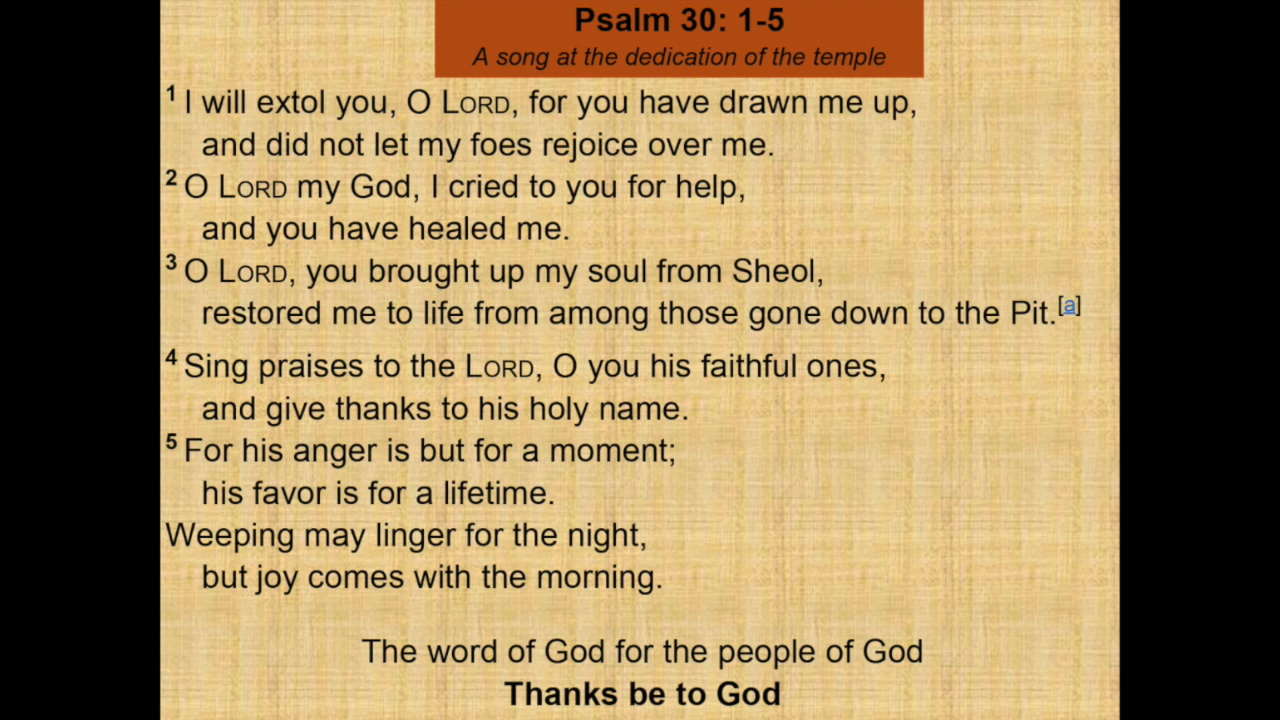 Psalm 30: 1-5
A song at the dedication of the temple
1 I will extol you, O LORD, for you have drawn me up,
and did not let my foes rejoice over me.
2 O LORD my God, I cried to you for help,
and you have healed me.
3 O LORD, you brought up my soul from Sheol,
restored me to life from among those gone down to the Pit.[a]
4 Sing praises to the LORD, O you his faithful ones,
and give thanks to his holy name.
5 For his anger is but for a moment;
his favor is for a lifetime.
Weeping may linger for the night,
but joy comes with the morning.
The word of God for the people of God
Thanks be to God